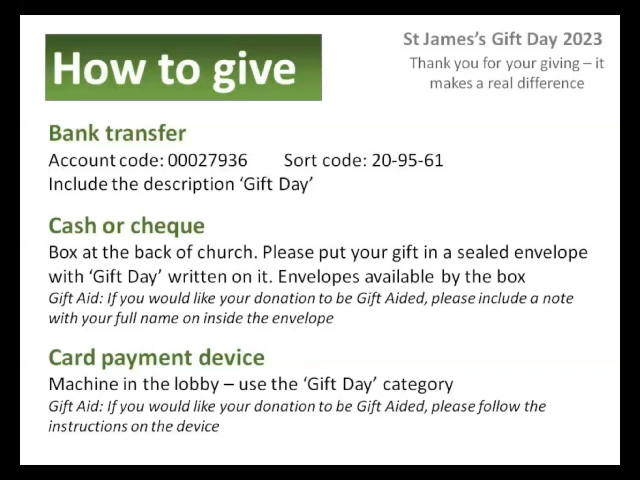 How to give
St James's Gift Day 2023
Thank you for your giving – it
makes a real difference
Bank transfer
Account code: 00027936 Sort code: 20-95-61
Include the description 'Gift Day'
Cash or cheque
Box at the back of church. Please put your gift in a sealed envelope
with 'Gift Day' written on it. Envelopes available by the box
Gift Aid: If you would like your donation to be Gift Aided, please include a note
with your full name on inside the envelope
Card payment device
Machine in the lobby – use the 'Gift Day' category
Gift Aid: If you would like your donation to be Gift Aided, please follow the
instructions on the device